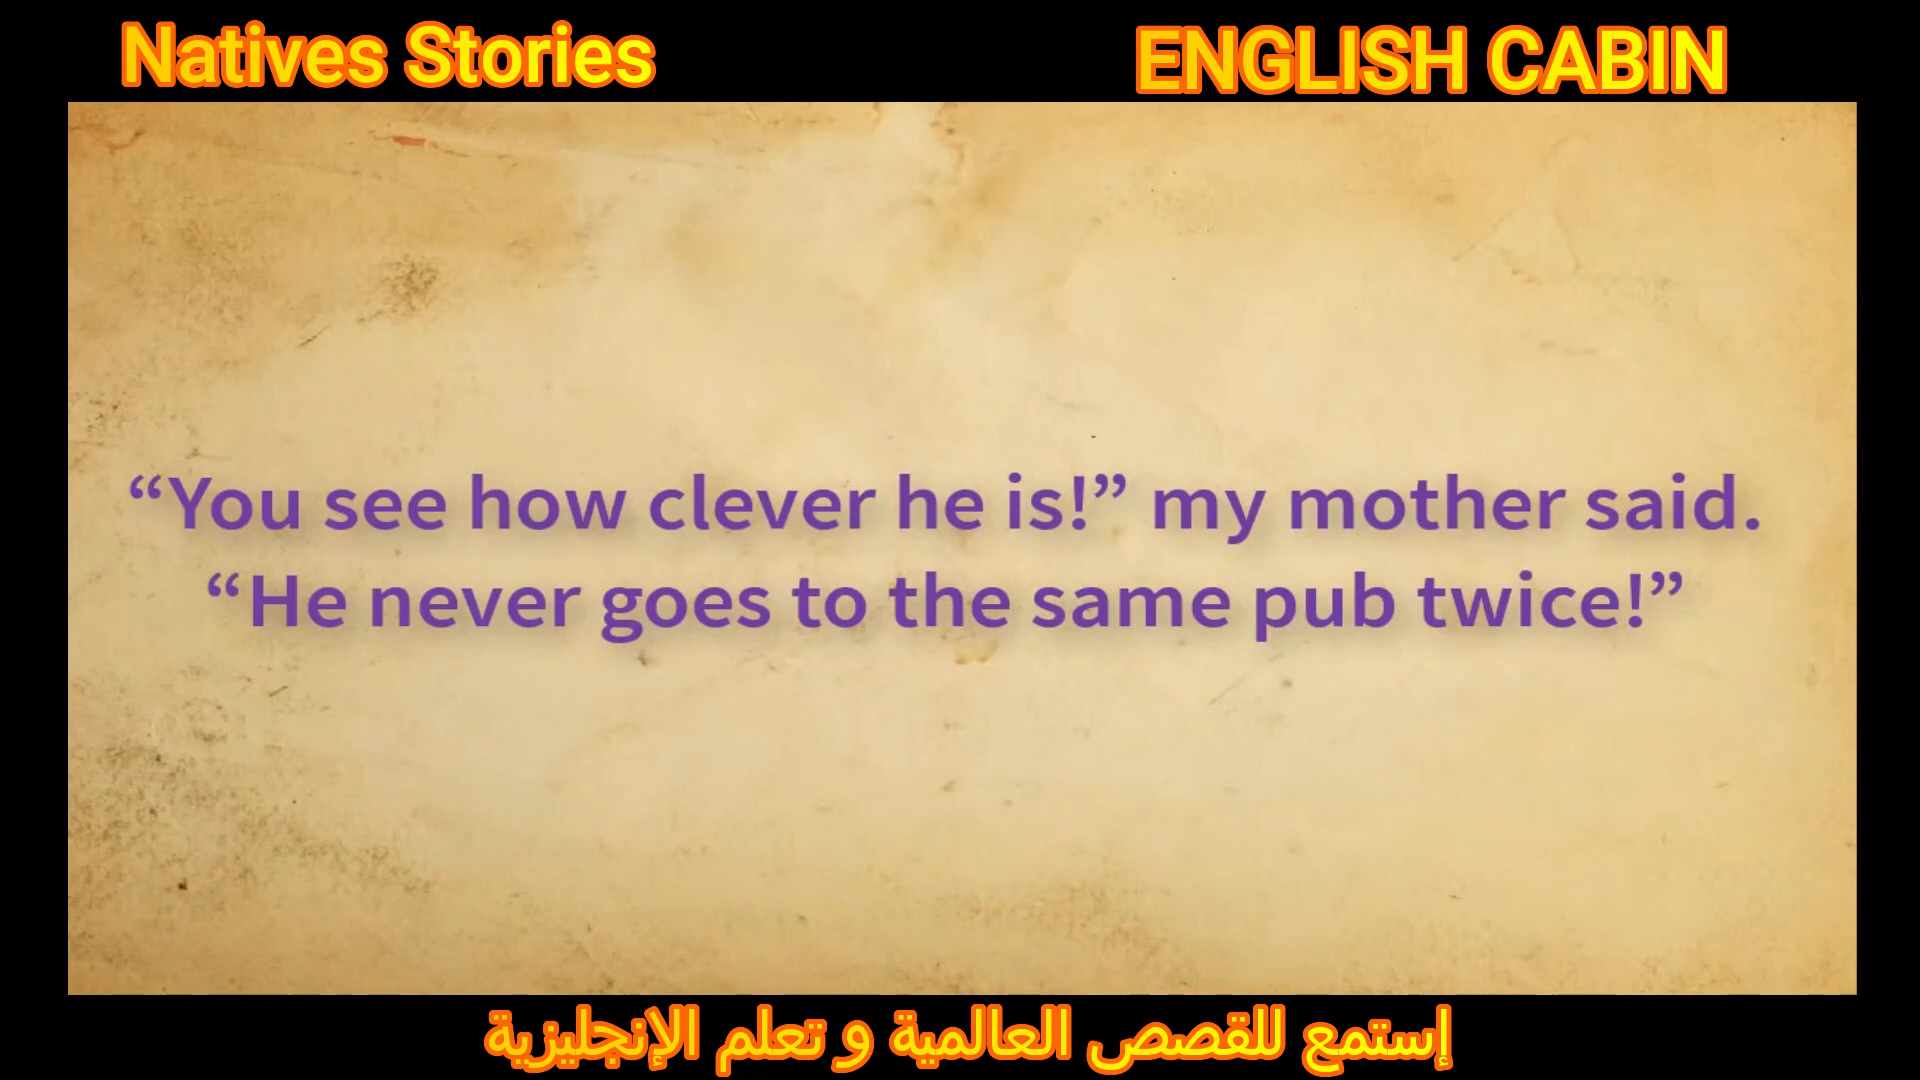 Natives Stories
ENGLISH CABIN
“You see how clever he is!” my mother said.
“He never goes to the same pub twice!”
إستمع للقصص العالمية و تعلم الإنجليزية